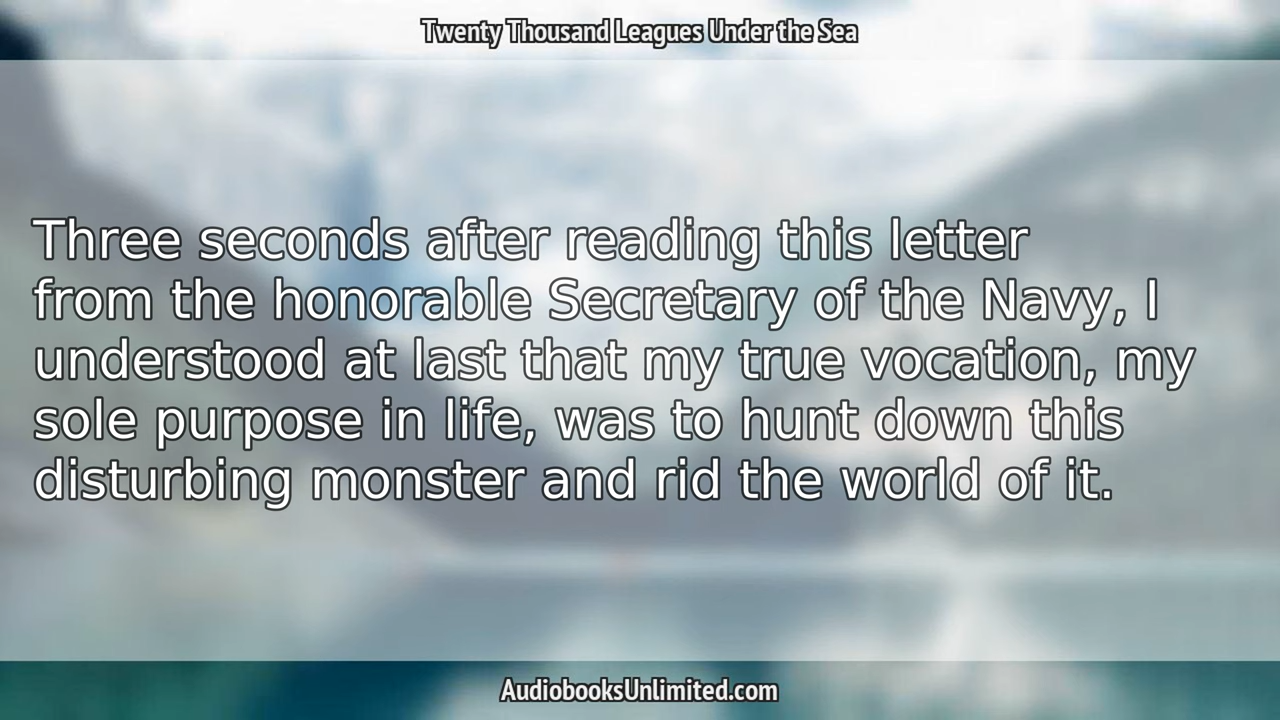 Twenty Thousand Leagues Under the Sea
Three seconds after reading this letter
from the honorable Secretary of the Navy, I
understood at last that my true vocation, my
sole purpose in life, was to hunt down this
disturbing monster and rid the world of it.
AudiobooksUnlimited.com